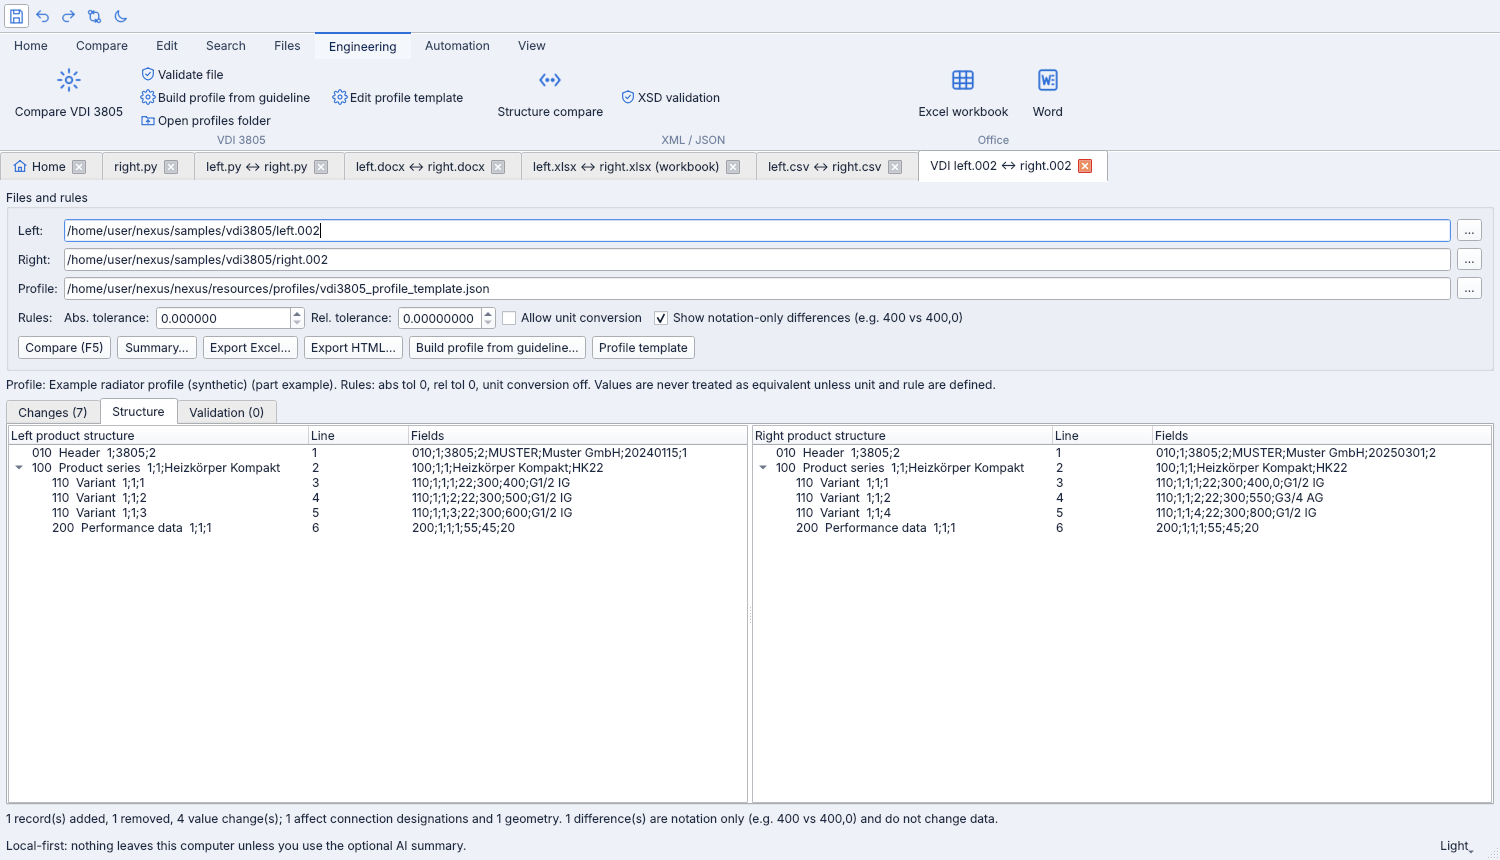 Home Compare Edit Search Files Engineering Automation View
Compare VDI 3805
Validate file
Build profile from guideline
Open profiles folder
Edit profile template
VDI 3805
Structure compare
XSD validation
XML / JSON
Excel workbook
Word
Office
Home right.py left.py ↔ right.py left.docx ↔ right.docx left.xlsx ↔ right.xlsx (workbook) left.csv ↔ right.csv VDI left.002 ↔ right.002
Files and rules
Left: /home/user/nexus/samples/vdi3805/left.002 ...
Right: /home/user/nexus/samples/vdi3805/right.002 ...
Profile: /home/user/nexus/nexus/resources/profiles/vdi3805_profile_template.json ...
Rules: Abs. tolerance: 0.000000 Rel. tolerance: 0.00000000 Allow unit conversion Show notation-only differences (e.g. 400 vs 400,0)
Compare (F5) Summary... Export Excel... Export HTML... Build profile from guideline... Profile template
Profile: Example radiator profile (synthetic) (part example). Rules: abs tol 0, rel tol 0, unit conversion off. Values are never treated as equivalent unless unit and rule are defined.
Changes (7) Structure Validation (0)
Left product structure Line Fields
010 Header 1;3805;2 1 010;1;3805;2;MUSTER;Muster GmbH;20240115;1
100 Product series 1;1;Heizkörper Kompakt 2 100;1;1;Heizkörper Kompakt;HK22
110 Variant 1;1;1 3 110;1;1;1;22;300;400;G1/2 IG
110 Variant 1;1;2 4 110;1;1;2;22;300;500;G1/2 IG
110 Variant 1;1;3 5 110;1;1;3;22;300;600;G1/2 IG
200 Performance data 1;1;1 6 200;1;1;1;55;45;20
Right product structure Line Fields
010 Header 1;3805;2 1 010;1;3805;2;MUSTER;Muster GmbH;20250301;2
100 Product series 1;1;Heizkörper Kompakt 2 100;1;1;Heizkörper Kompakt;HK22
110 Variant 1;1;1 3 110;1;1;1;22;300;400,0;G1/2 IG
110 Variant 1;1;2 4 110;1;1;2;22;300;550;G3/4 AG
110 Variant 1;1;4 5 110;1;1;4;22;300;800;G1/2 IG
200 Performance data 1;1;1 6 200;1;1;1;55;45;20
1 record(s) added, 1 removed, 4 value change(s); 1 affect connection designations and 1 geometry. 1 difference(s) are notation only (e.g. 400 vs 400,0) and do not change data.
Local-first: nothing leaves this computer unless you use the optional AI summary.
Light